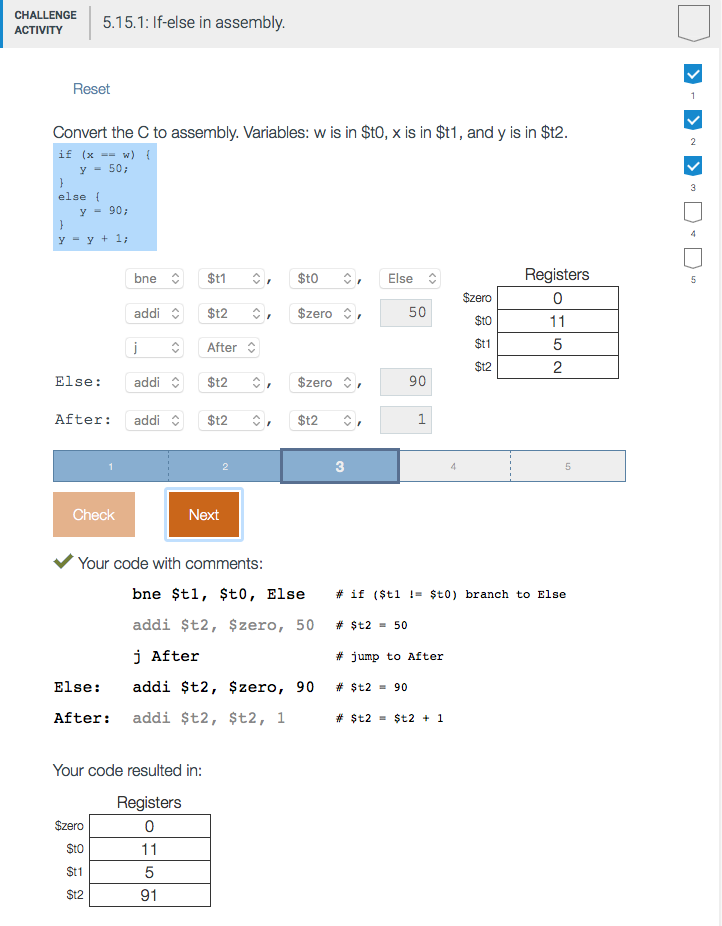 CHALLENGE ACTIVITY
5.15.1: If-else in assembly.
Reset
1
2
3
4
5
Convert the C to assembly. Variables: w is in $t0, x is in $t1, and y is in $t2.
if (x == w) {
y = 50;
}
else {
y = 90;
}
y = y + 1;
bne $t1 , $t0 , Else
addi $t2 , $zero , 50
j After
Else: addi $t2 , $zero , 90
After: addi $t2 , $t2 , 1
Registers
$zero 0
$t0 11
$t1 5
$t2 2
1 2 3 4 5
Check Next
Your code with comments:
bne $t1, $t0, Else # if ($t1 != $t0) branch to Else
addi $t2, $zero, 50 # $t2 = 50
j After # jump to After
Else: addi $t2, $zero, 90 # $t2 = 90
After: addi $t2, $t2, 1 # $t2 = $t2 + 1
Your code resulted in:
Registers
$zero 0
$t0 11
$t1 5
$t2 91